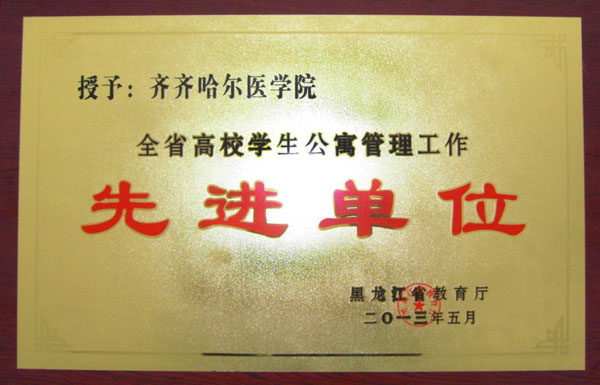 授予：齐齐哈尔医学院
全省高校学生公寓管理工作
先进单位
黑龙江省教育厅
二0一三年五月